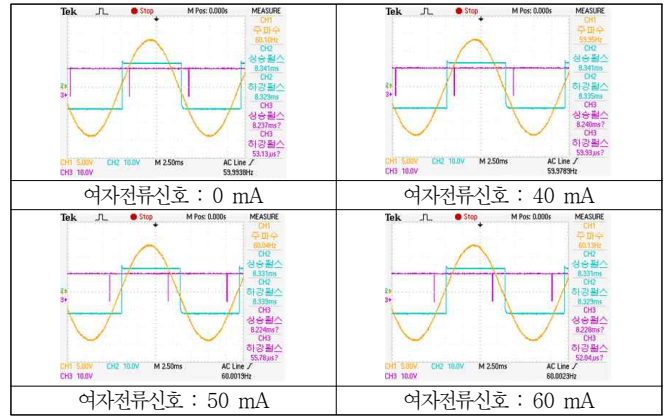 Tek Stop M Pos: 0.000s MEASURE
CH1
주파수
60.10Hz
CH2
상승펄스
8.341ms
CH2
하강펄스
8.329ms
CH3
상승펄스
8.237ms?
CH3
하강펄스
53.13µs?
CH1 5.00V CH2 10.0V M 2.50ms AC Line
CH3 10.0V 59.9938Hz
여자전류신호 : 0 mA
Tek Stop M Pos: 0.000s MEASURE
CH1
주파수
59.95Hz
CH2
상승펄스
8.341ms
CH2
하강펄스
8.335ms
CH3
상승펄스
8.240ms?
CH3
하강펄스
53.93µs?
CH1 5.00V CH2 10.0V M 2.50ms AC Line
CH3 10.0V 59.9789Hz
여자전류신호 : 40 mA
Tek Stop M Pos: 0.000s MEASURE
CH1
주파수
60.04Hz
CH2
상승펄스
8.331ms
CH2
하강펄스
8.339ms
CH3
상승펄스
8.224ms?
CH3
하강펄스
55.78µs?
CH1 5.00V CH2 10.0V M 2.50ms AC Line
CH3 10.0V 60.0019Hz
여자전류신호 : 50 mA
Tek Stop M Pos: 0.000s MEASURE
CH1
주파수
60.13Hz
CH2
상승펄스
8.331ms
CH2
하강펄스
8.329ms
CH3
상승펄스
8.228ms?
CH3
하강펄스
52.04µs?
CH1 5.00V CH2 10.0V M 2.50ms AC Line
CH3 10.0V 60.0023Hz
여자전류신호 : 60 mA